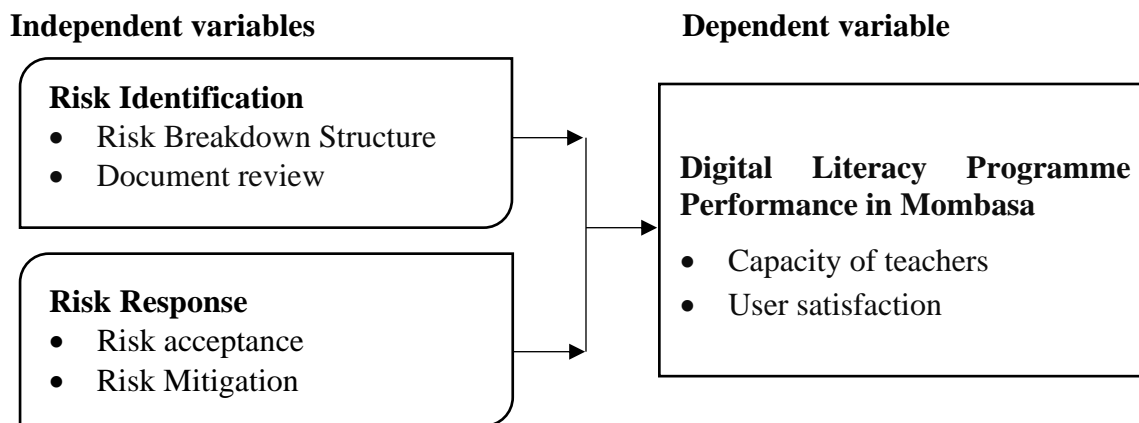 Independent variables
Dependent variable
Risk Identification
• Risk Breakdown Structure
• Document review
Risk Response
• Risk acceptance
• Risk Mitigation
Digital Literacy Programme
Performance in Mombasa
• Capacity of teachers
• User satisfaction